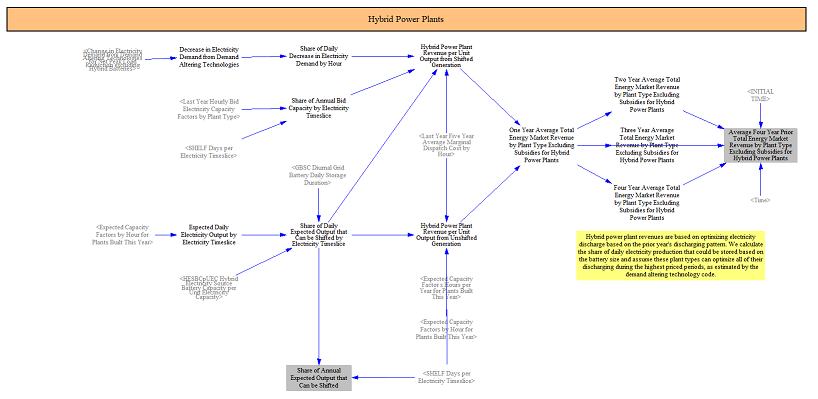 Hybrid Power Plants
<Change in Electricity
Demand from Demand
Altering Technologies
Hybrid Batteries>
Decrease in Electricity
Demand from Demand
Altering Technologies
Share of Daily
Decrease in Electricity
Demand by Hour
Hybrid Power Plant
Revenue per Unit
Output from Shifted
Generation
<Last Year Hourly Bid
Electricity Capacity
Factors by Plant Type>
Share of Annual Bid
Capacity by Electricity
Timeslice
<SHELF Days per
Electricity Timeslice>
<GBSC Diurnal Grid
Battery Daily Storage
Duration>
<Last Year Five Year
Average Marginal
Dispatch Cost by
Hour>
One Year Average Total
Energy Market Revenue
by Plant Type Excluding
Subsidies for Hybrid
Power Plants
Two Year Average Total
Energy Market Revenue
by Plant Type Excluding
Subsidies for Hybrid
Power Plants
Three Year Average Total
Energy Market
Revenue by Plant Type
Excluding Subsidies for
Hybrid Power Plants
Four Year Average Total
Energy Market Revenue
by Plant Type Excluding
Subsidies for Hybrid
Power Plants
<INITIAL
TIME>
Average Four Year Prior
Total Energy Market
Revenue by Plant Type
Excluding Subsidies for
Hybrid Power Plants
<Time>
<Expected Capacity
Factors by Hour for
Plants Built This Year>
Expected Daily
Electricity Output by
Electricity Timeslice
Share of Daily
Expected Output that
Can be Shifted by
Electricity Timeslice
Hybrid Power Plant
Revenue per Unit
Output from Unshifted
Generation
<HESBCpUEC Hybrid
Electricity Source
Battery Capacity per
Unit Electricity
Capacity>
<Expected Capacity
Factors Hours per
Year for Plants Built
This Year>
<Expected Capacity
Factors by Hour for
Plants Built This Year>
<SHELF Days per
Electricity Timeslice>
Share of Annual
Expected Output that
Can be Shifted
Hybrid power plant revenues are based on optimizing electricity
discharge based on the prior year's discharging pattern. We calculate
the share of daily electricity production that could be stored based on
the battery size and assume these plant types can optimize all of their
discharging during the highest priced periods, as estimated by the
demand altering technology code.